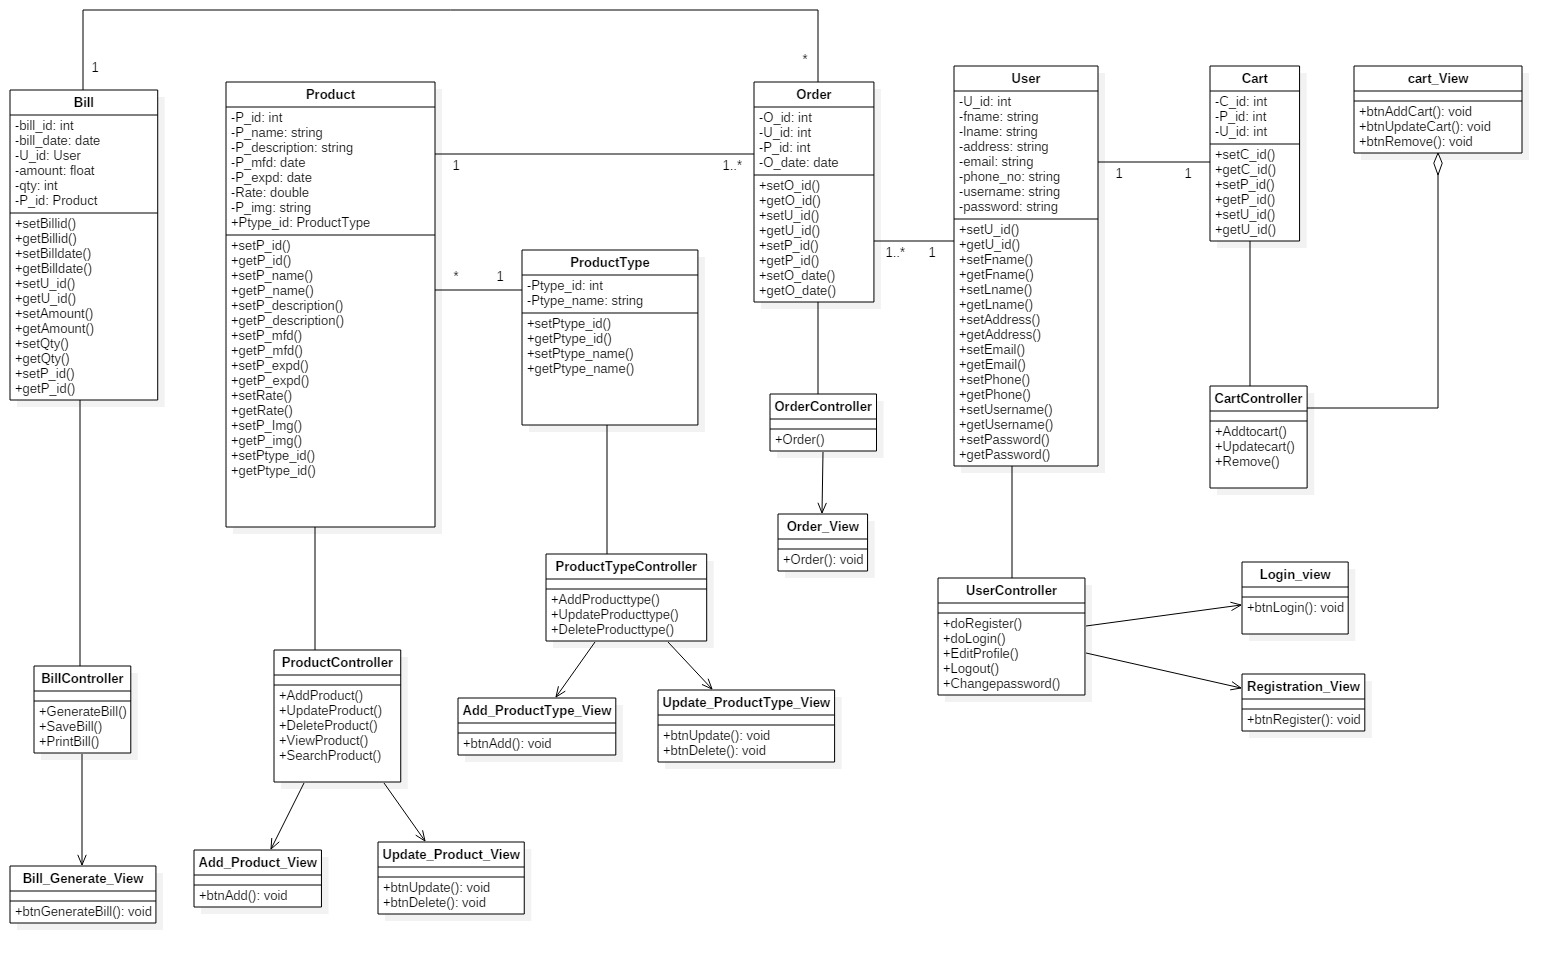 1
*
Bill
-bill_id: int
-bill_date: date
-U_id: User
-amount: float
-qty: int
-P_id: Product
+setBillid()
+getBillid()
+setBilldate()
+getBilldate()
+setU_id()
+getU_id()
+setAmount()
+getAmount()
+setQty()
+getQty()
+setP_id()
+getP_id()
Product
-P_id: int
-P_name: string
-P_description: string
-P_mfd: date
-P_expd: date
-Rate: double
-P_img: string
+Ptype_id: ProductType
+setP_id()
+getP_id()
+setP_name()
+getP_name()
+setP_description()
+getP_description()
+setP_mfd()
+getP_mfd()
+setP_expd()
+getP_expd()
+setRate()
+getRate()
+setP_Img()
+getP_img()
+setPtype_id()
+getPtype_id()
1
1..*
*
1
ProductType
-Ptype_id: int
-Ptype_name: string
+setPtype_id()
+getPtype_id()
+setPtype_name()
+getPtype_name()
Order
-O_id: int
-U_id: int
-P_id: int
-O_date: date
+setO_id()
+getO_id()
+setU_id()
+getU_id()
+setP_id()
+getP_id()
+setO_date()
+getO_date()
1..*
1
User
-U_id: int
-fname: string
-lname: string
-address: string
-email: string
-phone_no: string
-username: string
-password: string
+setU_id()
+getU_id()
+setFname()
+getFname()
+setLname()
+getLname()
+setAddress()
+getAddress()
+setEmail()
+getEmail()
+setPhone()
+getPhone()
+setUsername()
+getUsername()
+setPassword()
+getPassword()
1
1
Cart
-C_id: int
-P_id: int
-U_id: int
+setC_id()
+getC_id()
+setP_id()
+getP_id()
+setU_id()
+getU_id()
cart_View
+btnAddCart(): void
+btnUpdateCart(): void
+btnRemove(): void
OrderController
+Order()
CartController
+Addtocart()
+Updatecart()
+Remove()
Order_View
+Order(): void
ProductTypeController
+AddProducttype()
+UpdateProducttype()
+DeleteProducttype()
UserController
+doRegister()
+doLogin()
+EditProfile()
+Logout()
+Changepassword()
Login_view
+btnLogin(): void
Registration_View
+btnRegister(): void
BillController
+GenerateBill()
+SaveBill()
+PrintBill()
ProductController
+AddProduct()
+UpdateProduct()
+DeleteProduct()
+ViewProduct()
+SearchProduct()
Add_ProductType_View
+btnAdd(): void
Update_ProductType_View
+btnUpdate(): void
+btnDelete(): void
Bill_Generate_View
+btnGenerateBill(): void
Add_Product_View
+btnAdd(): void
Update_Product_View
+btnUpdate(): void
+btnDelete(): void